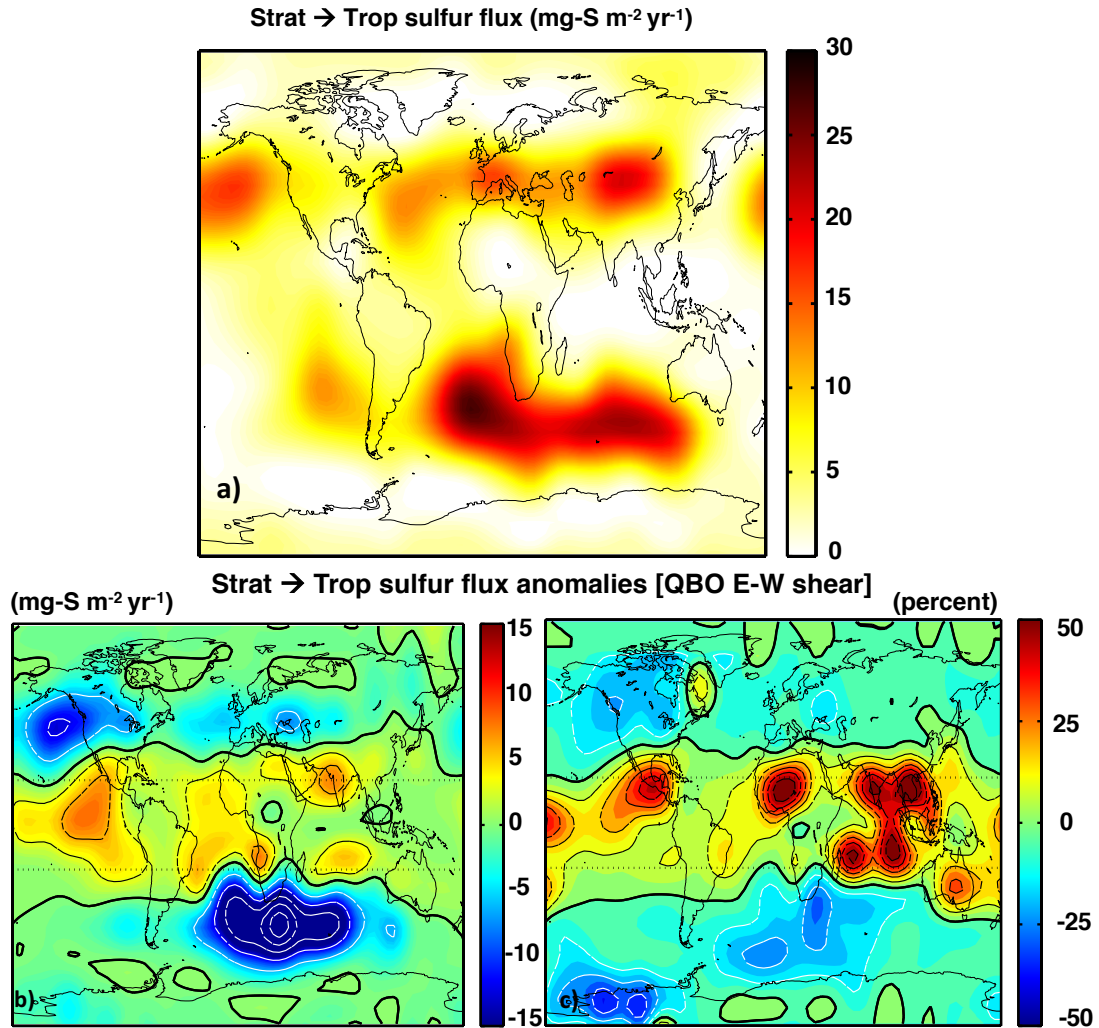 Strat → Trop sulfur flux (mg-S m⁻² yr⁻¹)
30
25
20
15
10
5
0
a)
Strat → Trop sulfur flux anomalies [QBO E-W shear]
(mg-S m⁻² yr⁻¹)
(percent)
15
10
5
0
-5
-10
-15
b)
50
25
0
-25
-50
c)